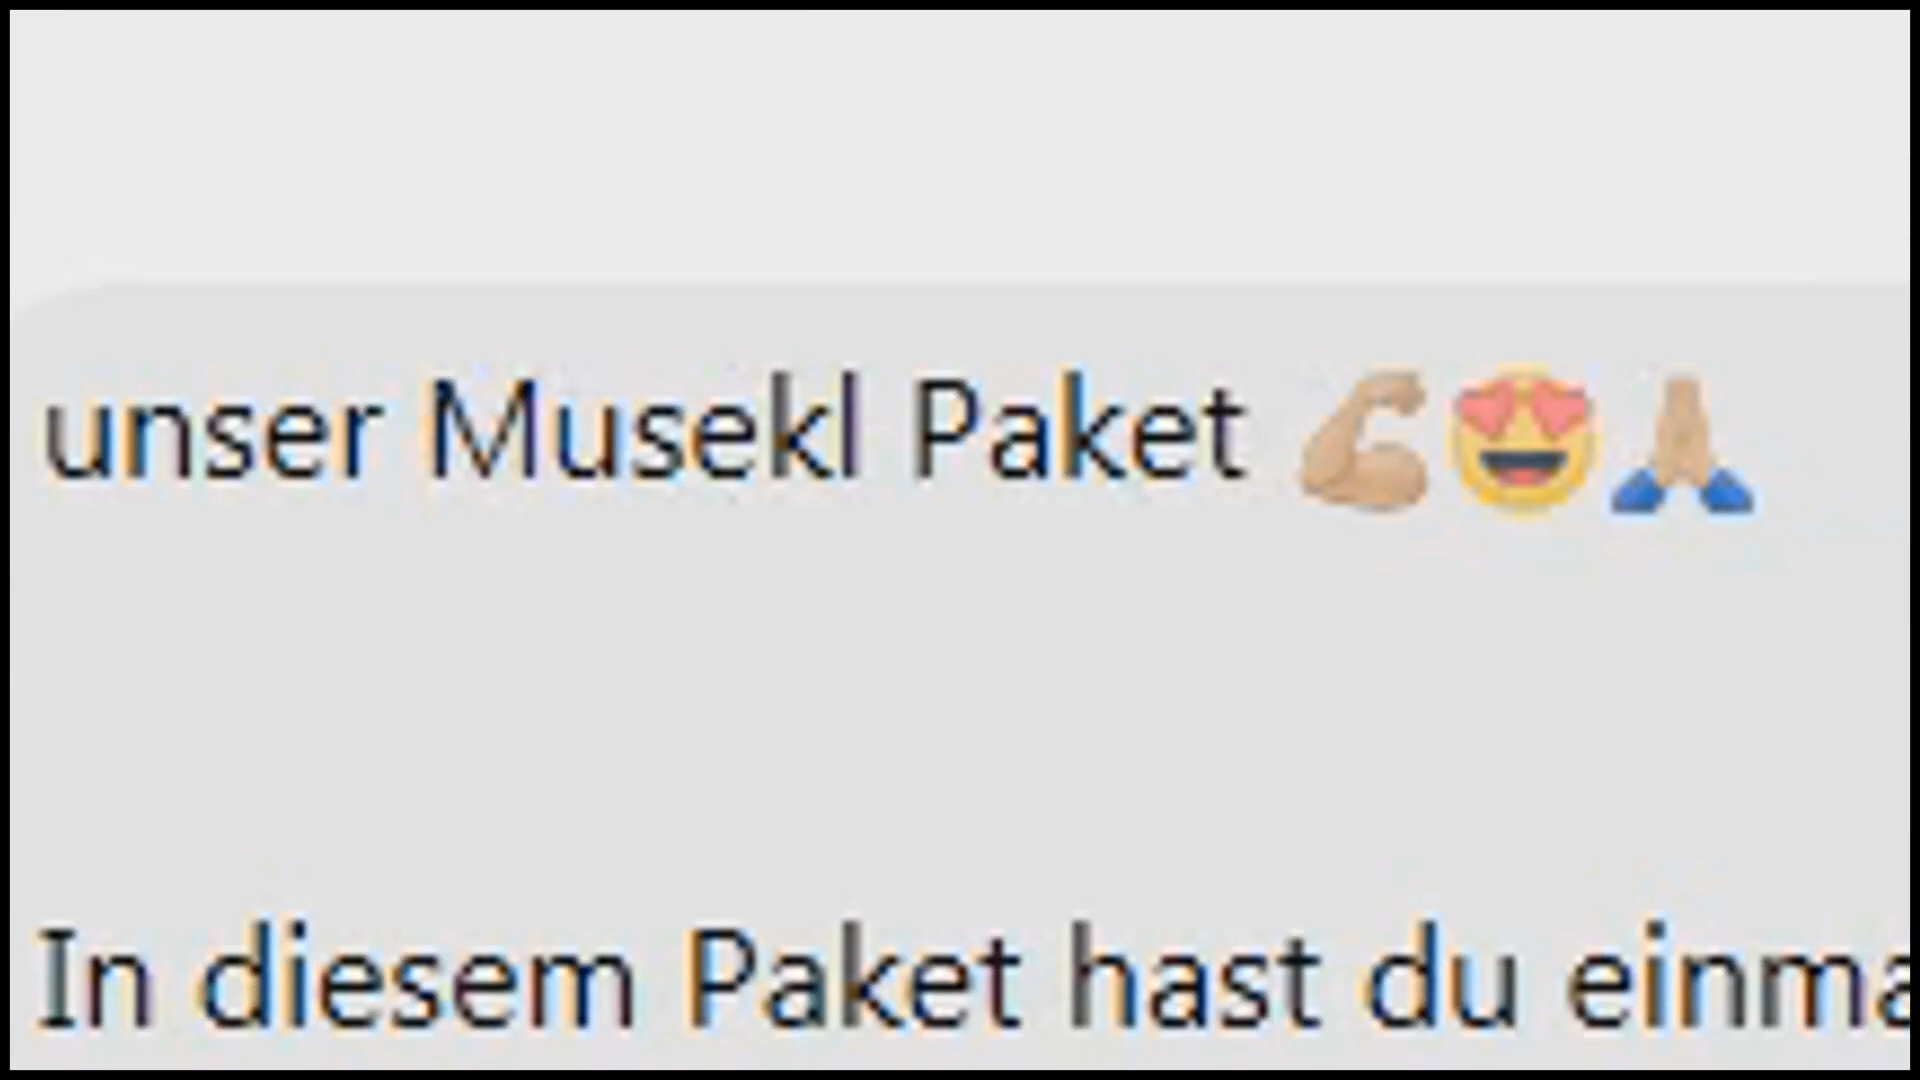 unser Musekl Paket 💪🏼😍🙏🏼
In diesem Paket hast du einma